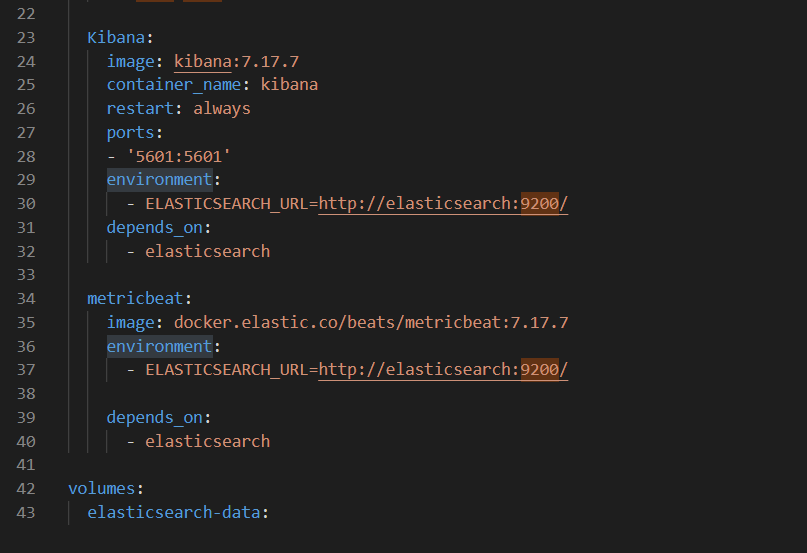 22
23 Kibana:
24 image: kibana:7.17.7
25 container_name: kibana
26 restart: always
27 ports:
28 - '5601:5601'
29 environment:
30 - ELASTICSEARCH_URL=http://elasticsearch:9200/
31 depends_on:
32 - elasticsearch
33
34 metricbeat:
35 image: docker.elastic.co/beats/metricbeat:7.17.7
36 environment:
37 - ELASTICSEARCH_URL=http://elasticsearch:9200/
38
39 depends_on:
40 - elasticsearch
41
42 volumes:
43 elasticsearch-data: